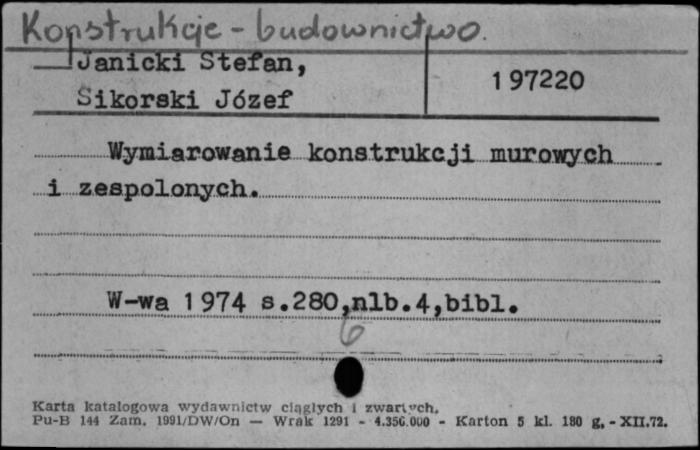 Konstrukcje - budownictwo.
Janicki Stefan,
Sikorski Józef
197220
Wymiarowanie konstrukcji murowych
i zespolonych.
W-wa 1974 s.280,nlb.4,bibl.
6
Karta katalogowa wydawnictw ciągłych i zwartych,
Pu-B 144 Zam. 1991/DW/On — Wrak 1291 - 4.356.000 - Karton 5 kl. 180 g. - XII.72.